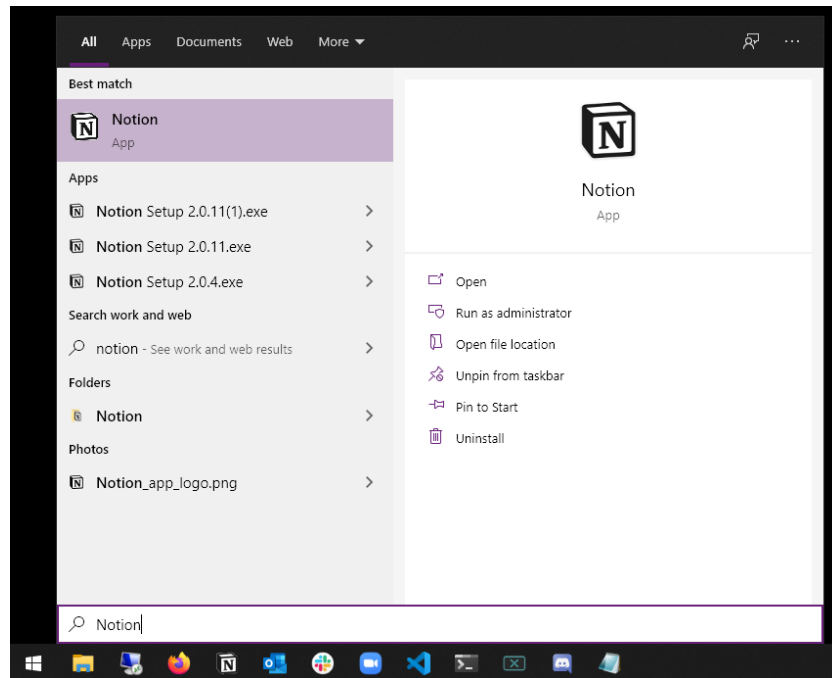 All Apps Documents Web More
Best match
Notion
App
Apps
Notion Setup 2.0.11(1).exe
Notion Setup 2.0.11.exe
Notion Setup 2.0.4.exe
Search work and web
notion - See work and web results
Folders
Notion
Photos
Notion_app_logo.png
N
Notion
App
Open
Run as administrator
Open file location
Unpin from taskbar
Pin to Start
Uninstall
Notion